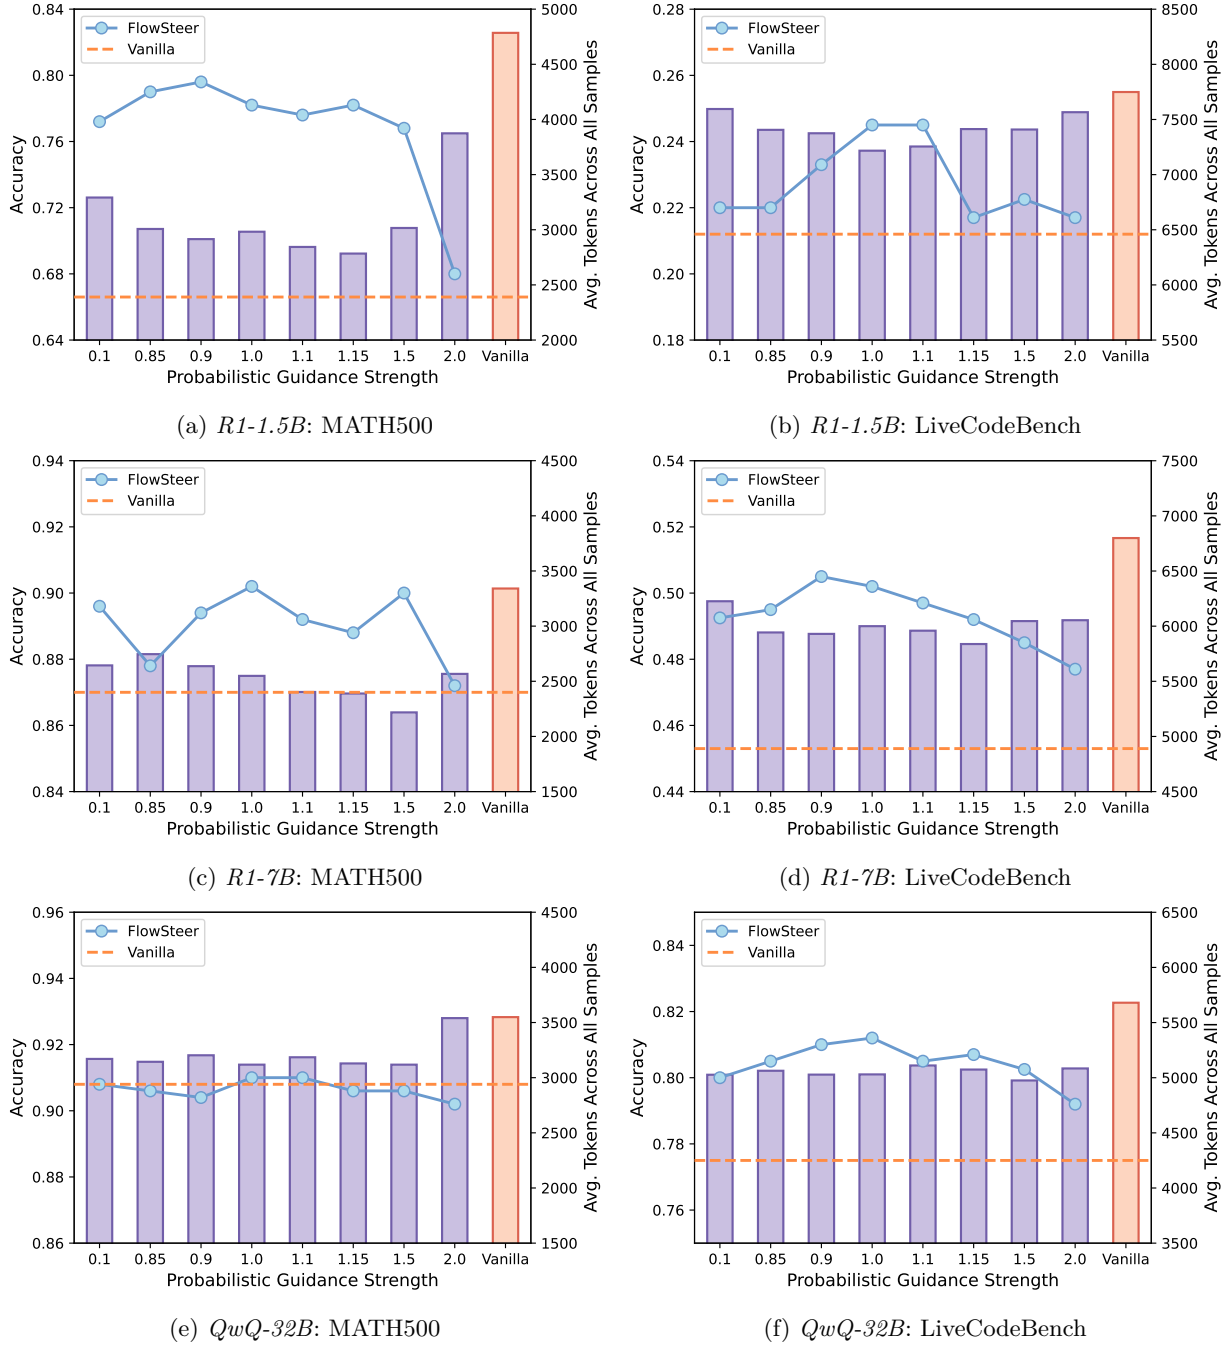 0.84
0.80
0.76
0.72
0.68
0.64
Accuracy
FlowSteer
Vanilla
5000
4500
4000
3500
3000
2500
2000
Avg. Tokens Across All Samples
0.1 0.85 0.9 1.0 1.1 1.15 1.5 2.0 Vanilla
Probabilistic Guidance Strength
(a) R1-1.5B: MATH500
0.28
0.26
0.24
0.22
0.20
0.18
Accuracy
FlowSteer
Vanilla
8500
8000
7500
7000
6500
6000
5500
Avg. Tokens Across All Samples
0.1 0.85 0.9 1.0 1.1 1.15 1.5 2.0 Vanilla
Probabilistic Guidance Strength
(b) R1-1.5B: LiveCodeBench
0.94
0.92
0.90
0.88
0.86
0.84
Accuracy
FlowSteer
Vanilla
4500
4000
3500
3000
2500
2000
1500
Avg. Tokens Across All Samples
0.1 0.85 0.9 1.0 1.1 1.15 1.5 2.0 Vanilla
Probabilistic Guidance Strength
(c) R1-7B: MATH500
0.54
0.52
0.50
0.48
0.46
0.44
Accuracy
FlowSteer
Vanilla
7500
7000
6500
6000
5500
5000
4500
Avg. Tokens Across All Samples
0.1 0.85 0.9 1.0 1.1 1.15 1.5 2.0 Vanilla
Probabilistic Guidance Strength
(d) R1-7B: LiveCodeBench
0.96
0.94
0.92
0.90
0.88
0.86
Accuracy
FlowSteer
Vanilla
4500
4000
3500
3000
2500
2000
1500
Avg. Tokens Across All Samples
0.1 0.85 0.9 1.0 1.1 1.15 1.5 2.0 Vanilla
Probabilistic Guidance Strength
(e) QwQ-32B: MATH500
0.84
0.82
0.80
0.78
0.76
Accuracy
FlowSteer
Vanilla
6500
6000
5500
5000
4500
4000
3500
Avg. Tokens Across All Samples
0.1 0.85 0.9 1.0 1.1 1.15 1.5 2.0 Vanilla
Probabilistic Guidance Strength
(f) QwQ-32B: LiveCodeBench